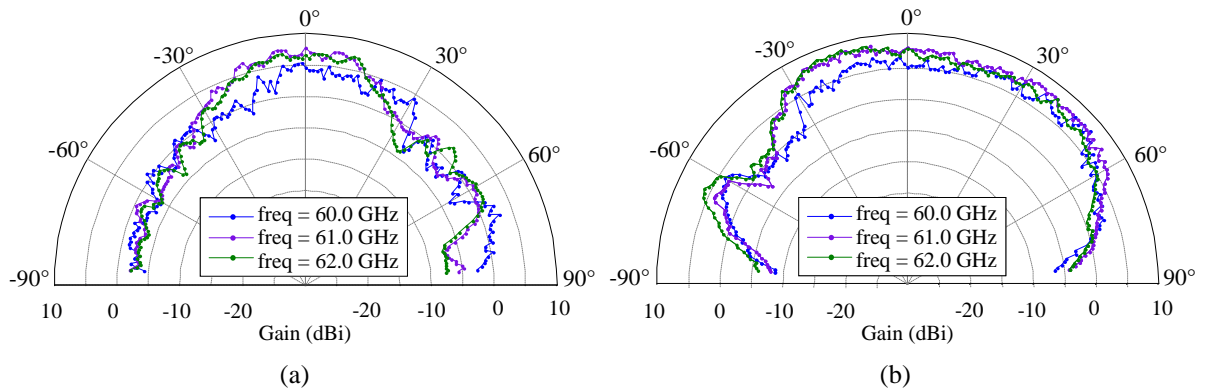 0°
-30°
30°
-60°
60°
-90°
90°
freq = 60.0 GHz
freq = 61.0 GHz
freq = 62.0 GHz
10 0 -10 -20 -20 -10 0 10
Gain (dBi)
(a)
0°
-30°
30°
-60°
60°
-90°
90°
freq = 60.0 GHz
freq = 61.0 GHz
freq = 62.0 GHz
10 0 -10 -20 -20 -10 0 10
Gain (dBi)
(b)